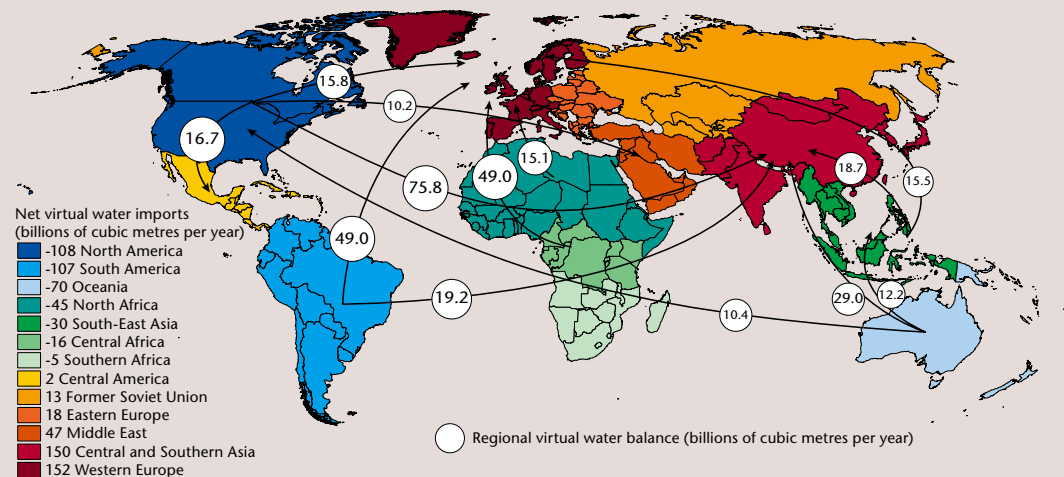 15.8
10.2
16.7
15.1
49.0
75.8
18.7
15.5
49.0
19.2
29.0
12.2
10.4
Net virtual water imports
(billions of cubic metres per year)
-108 North America
-107 South America
-70 Oceania
-45 North Africa
-30 South-East Asia
-16 Central Africa
-5 Southern Africa
2 Central America
13 Former Soviet Union
18 Eastern Europe
47 Middle East
150 Central and Southern Asia
152 Western Europe
Regional virtual water balance (billions of cubic metres per year)